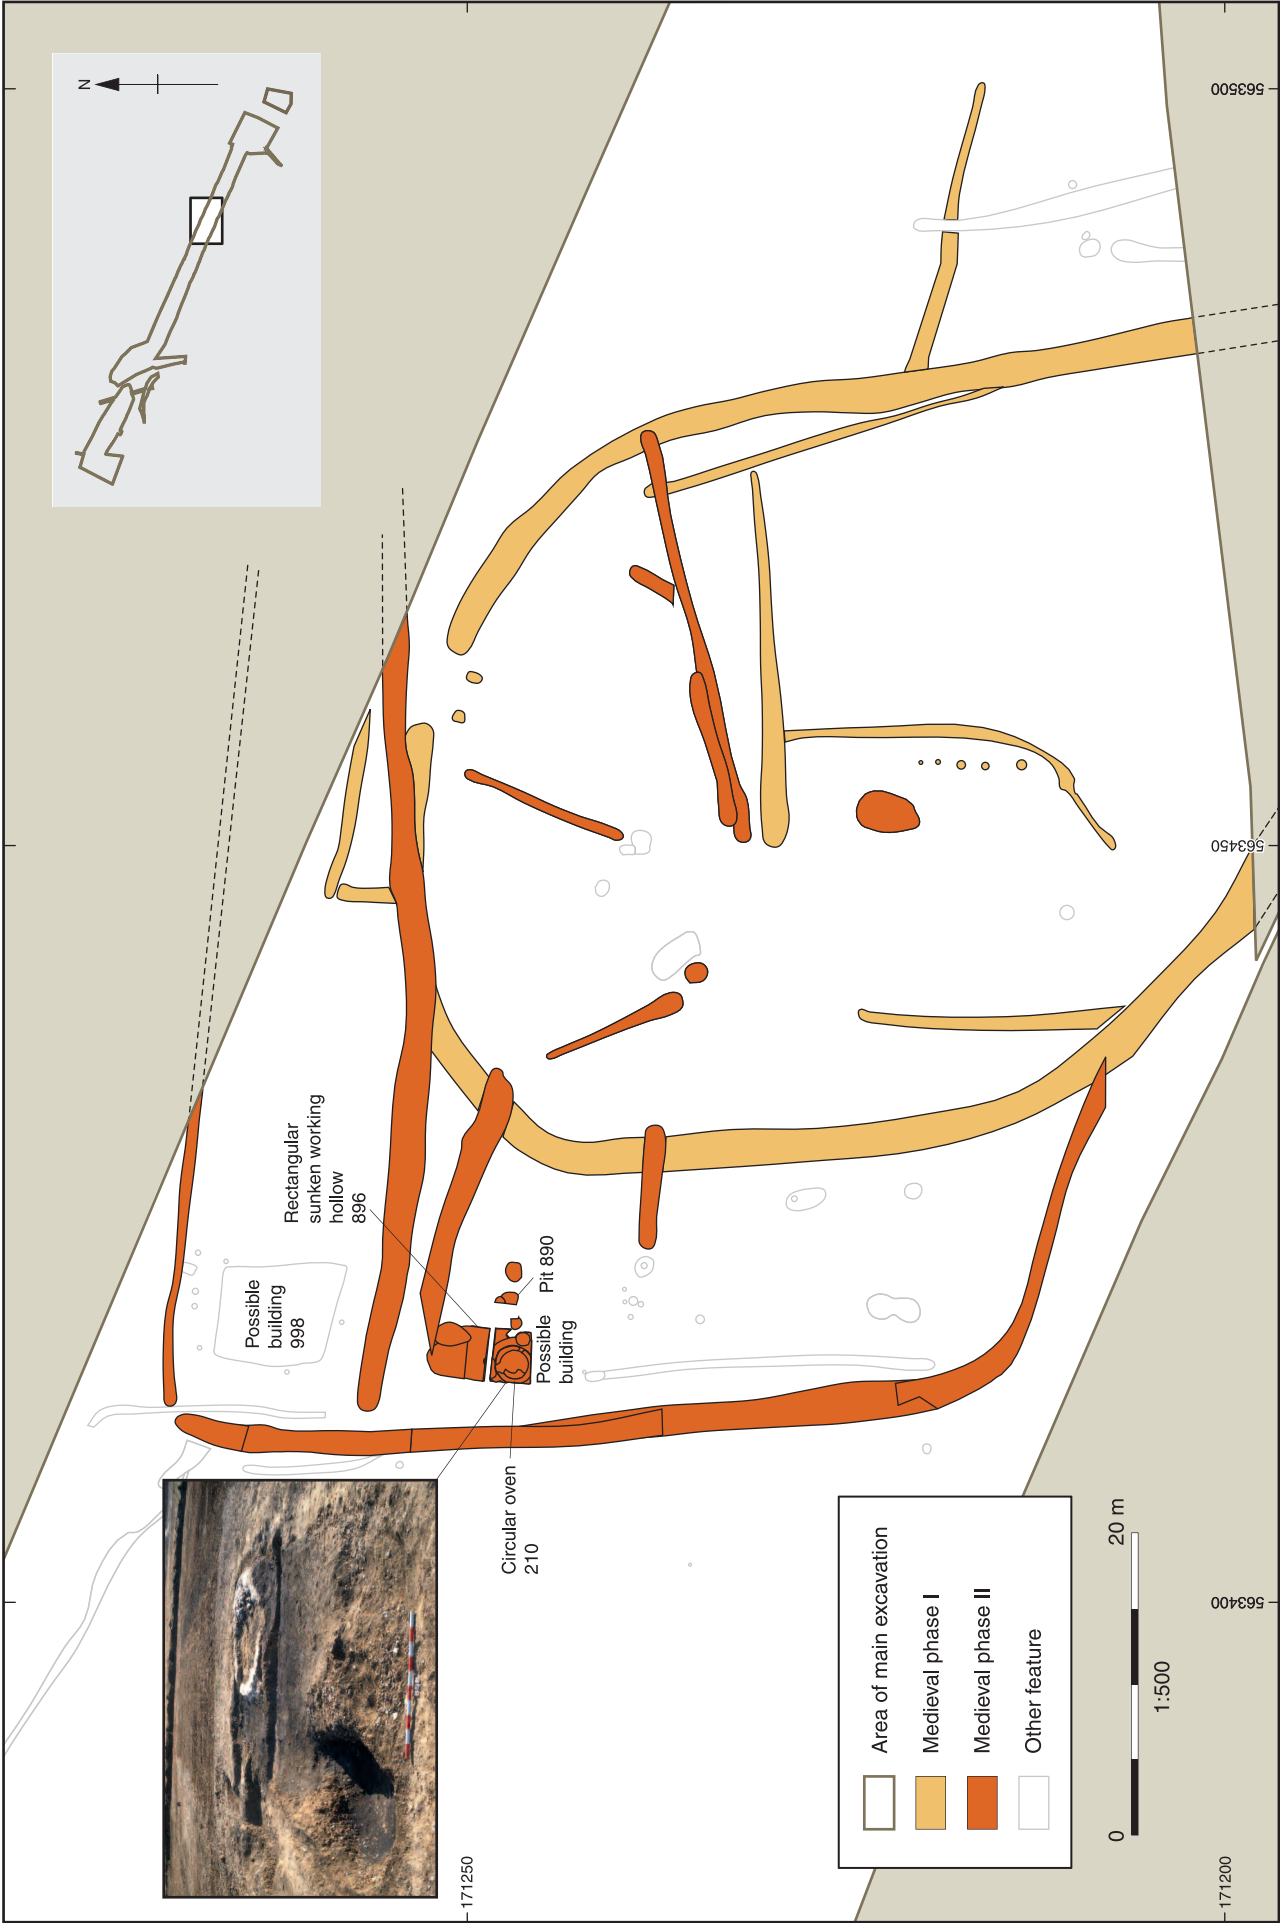 N
563500
563450
563400
171250
171200
Rectangular
sunken working
hollow
896
Possible
building
998
Pit 890
Possible
building
Circular oven
210
Area of main excavation
Medieval phase I
Medieval phase II
Other feature
0
20 m
1:500